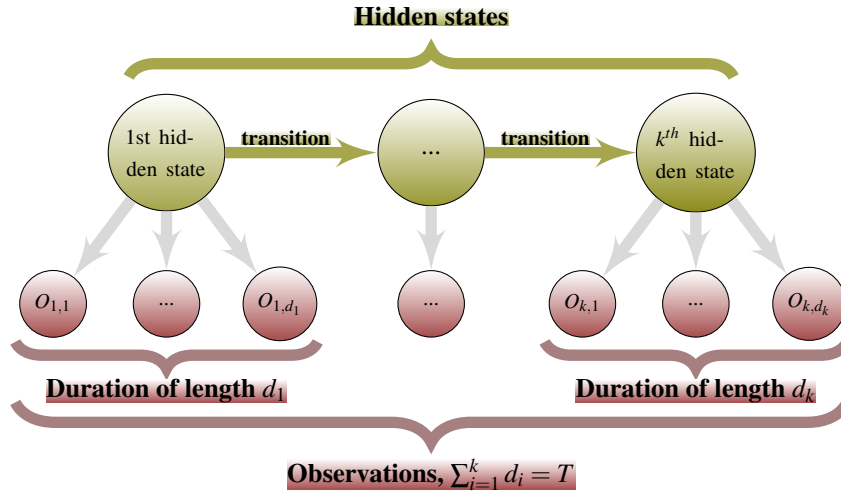 Hidden states
1st hid-
den state
transition
...
transition
$k^{th}$ hid-
den state
$O_{1,1}$
...
$O_{1,d_1}$
...
$O_{k,1}$
...
$O_{k,d_k}$
Duration of length $d_1$
Duration of length $d_k$
Observations, $\sum_{i=1}^{k} d_i = T$